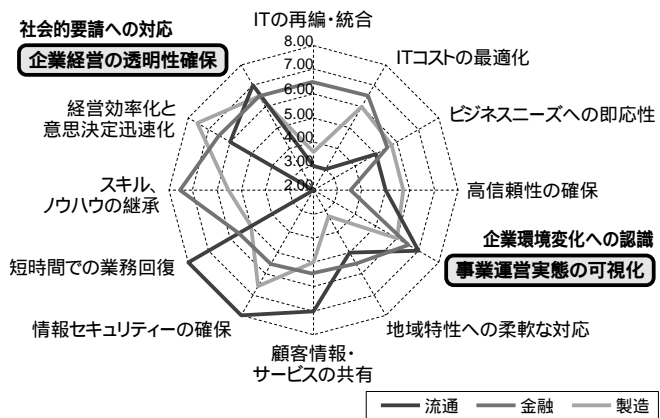 ITの再編・統合
社会的要請への対応
企業経営の透明性確保
ITコストの最適化
経営効率化と
意思決定迅速化
ビジネスニーズへの即応性
スキル、
ノウハウの継承
高信頼性の確保
企業環境変化への認識
事業運営実態の可視化
短時間での業務回復
情報セキュリティーの確保
地域特性への柔軟な対応
顧客情報・
サービスの共有
8.00
7.00
6.00
5.00
4.00
3.00
2.00
流通
金融
製造